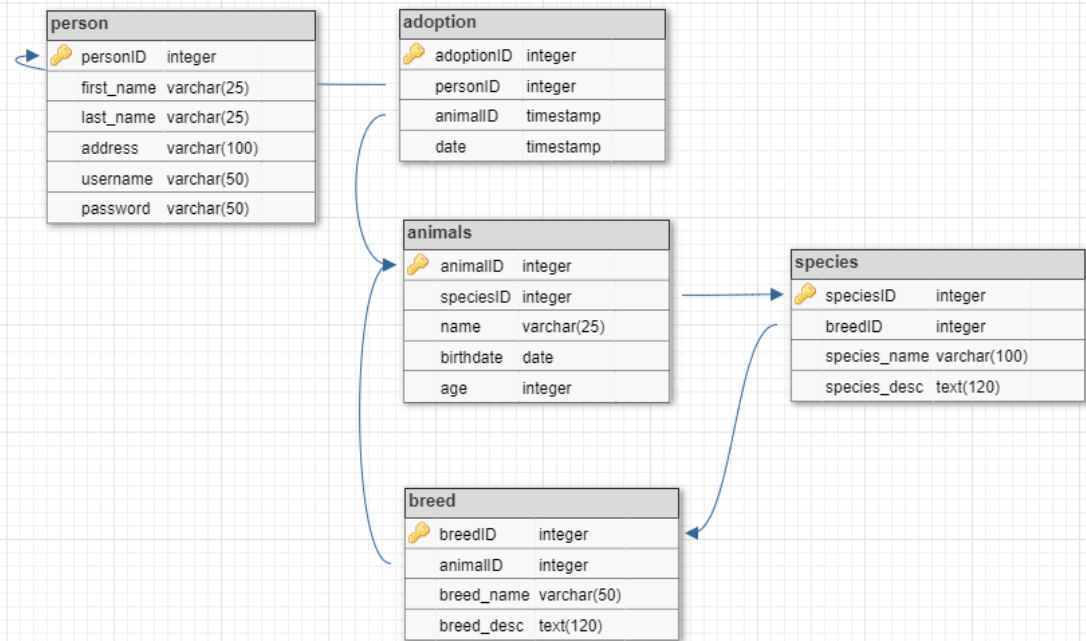 person
personID integer
first_name varchar(25)
last_name varchar(25)
address varchar(100)
username varchar(50)
password varchar(50)
adoption
adoptionID integer
personID integer
animalID timestamp
date timestamp
animals
animalID integer
speciesID integer
name varchar(25)
birthdate date
age integer
species
speciesID integer
breedID integer
species_name varchar(100)
species_desc text(120)
breed
breedID integer
animalID integer
breed_name varchar(50)
breed_desc text(120)